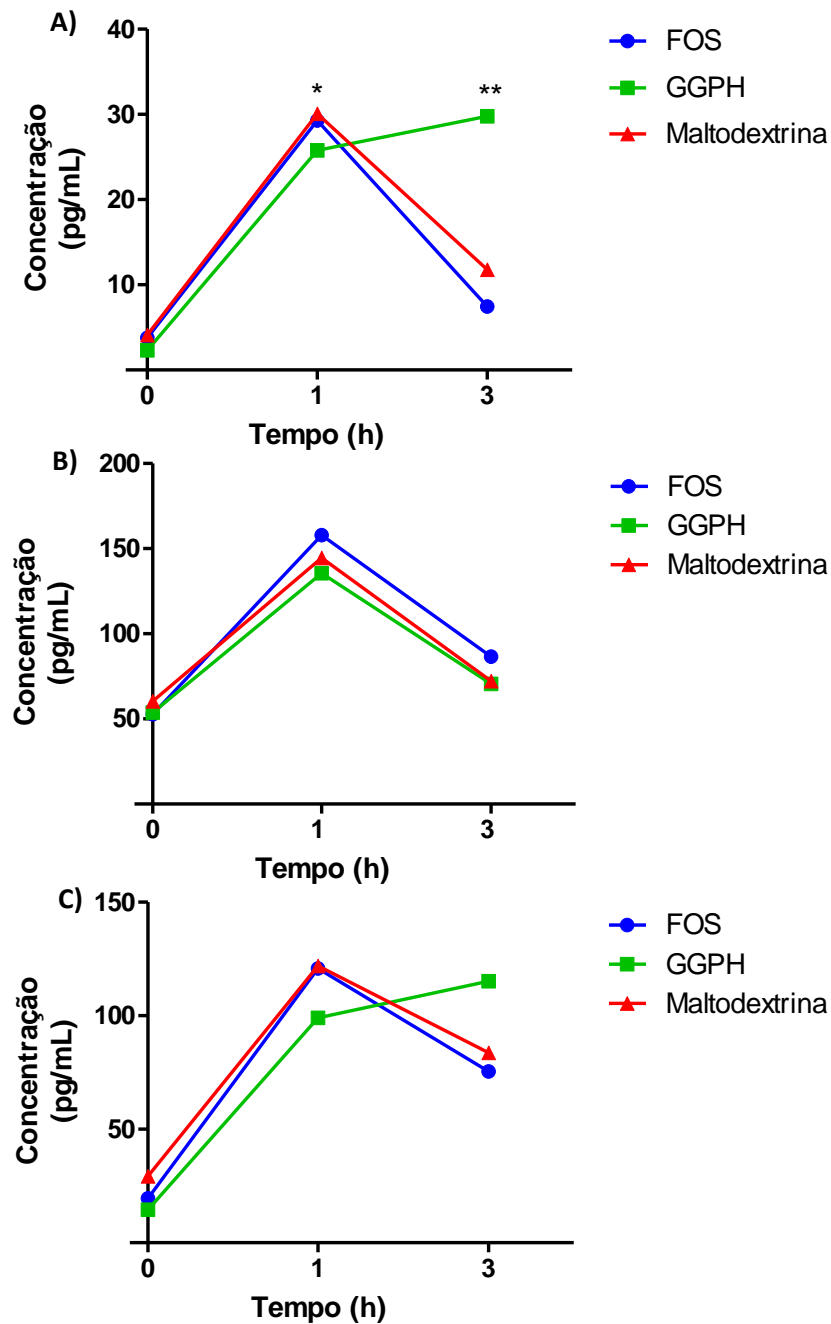 A)
40
30
20
10
Concentração
(pg/mL)
*
**
0
1
3
Tempo (h)
FOS
GGPH
Maltodextrina
B)
200
150
100
50
Concentração
(pg/mL)
0
1
3
Tempo (h)
FOS
GGPH
Maltodextrina
C)
150
100
50
Concentração
(pg/mL)
0
1
3
Tempo (h)
FOS
GGPH
Maltodextrina